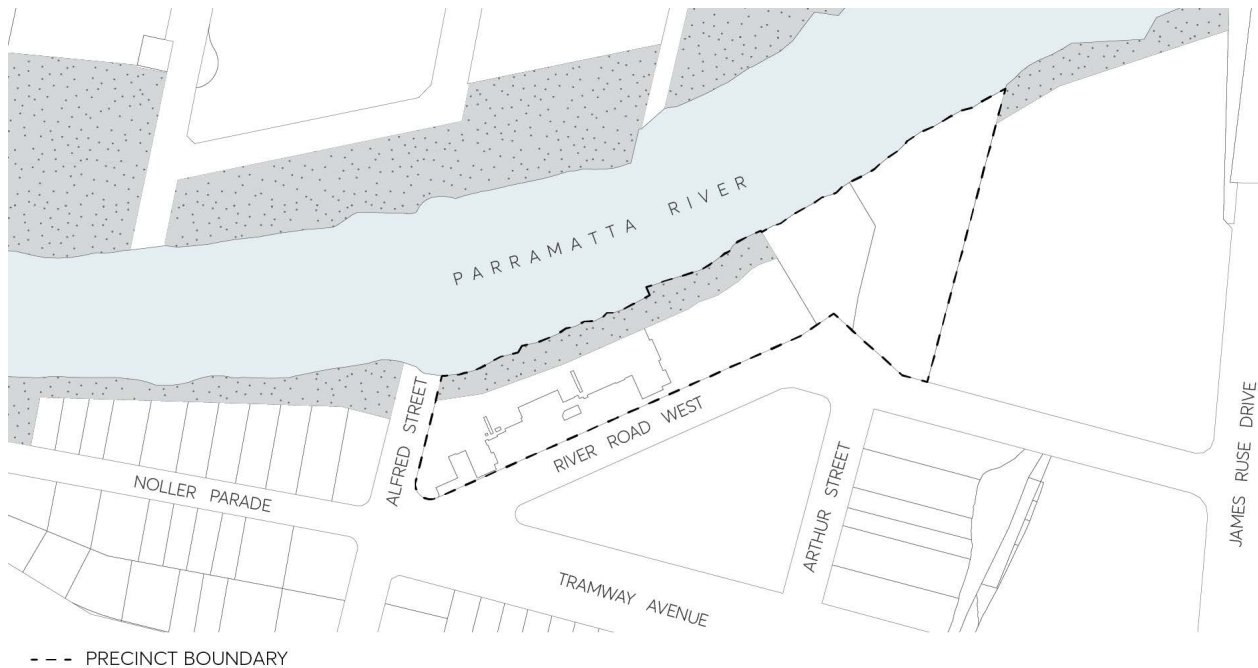 PARRAMATTA RIVER
ALFRED STREET
RIVER ROAD WEST
NOLLER PARADE
ARTHUR STREET
JAMES RUSE DRIVE
TRAMWAY AVENUE
PRECINCT BOUNDARY